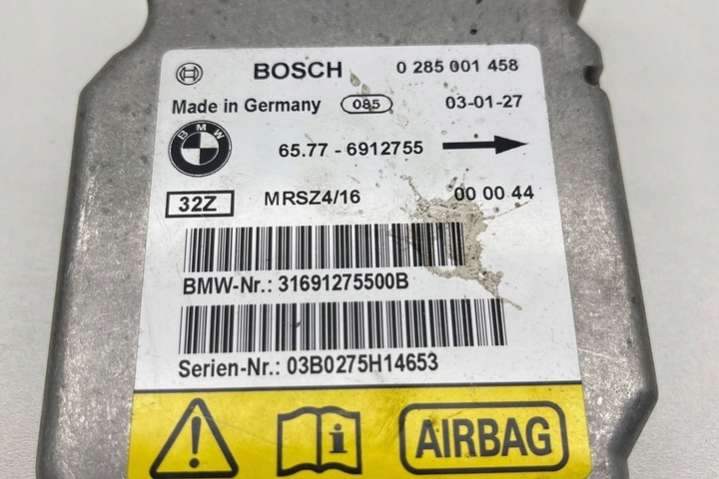 BOSCH 0 285 001 458
Made in Germany 085 03-01-27
BMW
65.77 - 6912755
32Z MRSZ4/16 00 00 44
BMW-Nr.: 31691275500B
Serien-Nr.: 03B0275H14653
i AIRBAG